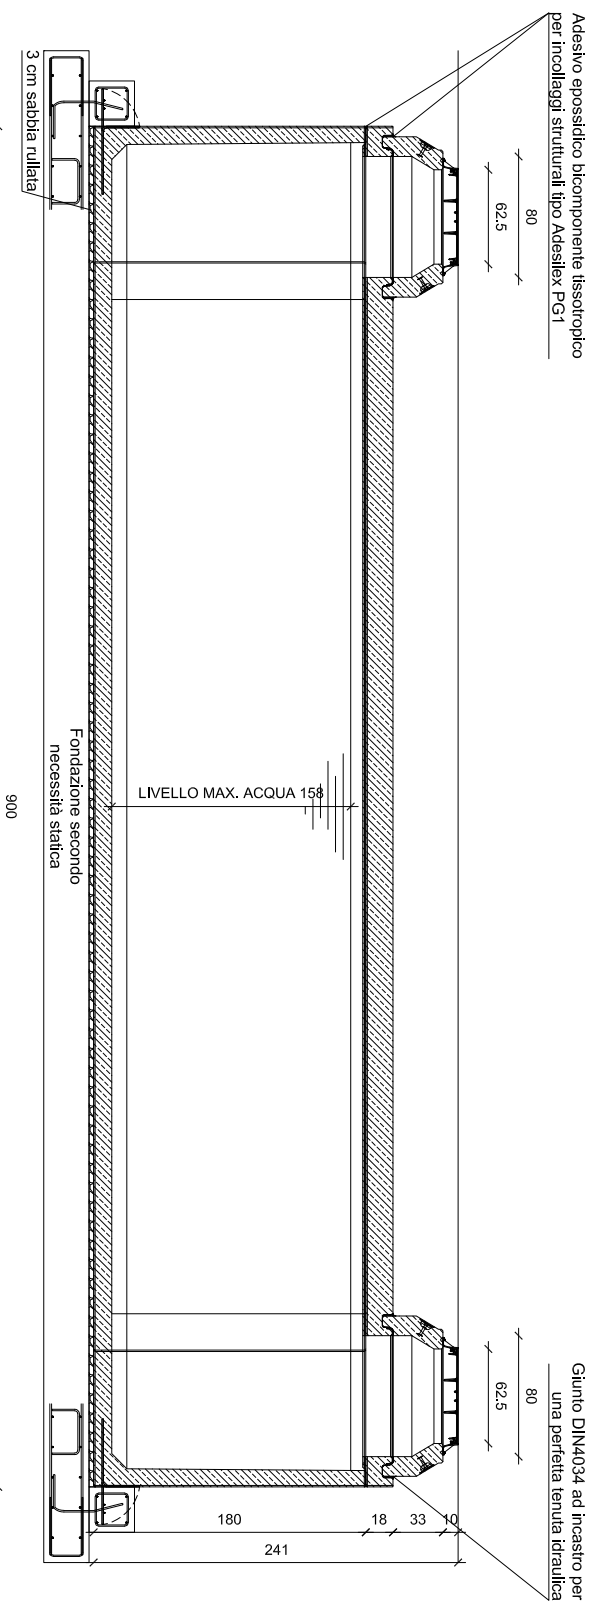 Adesivo epossidico bicomponente tissotropico
per incollaggi strutturali tipo Adesilex PG1
Giunto DIN4034 ad incastro per
una perfetta tenuta idraulica
80
62.5
80
62.5
LIVELLO MAX. ACQUA 158
10
33
18
180
241
3 cm sabbia rullata
Fondazione secondo
necessità statica
900